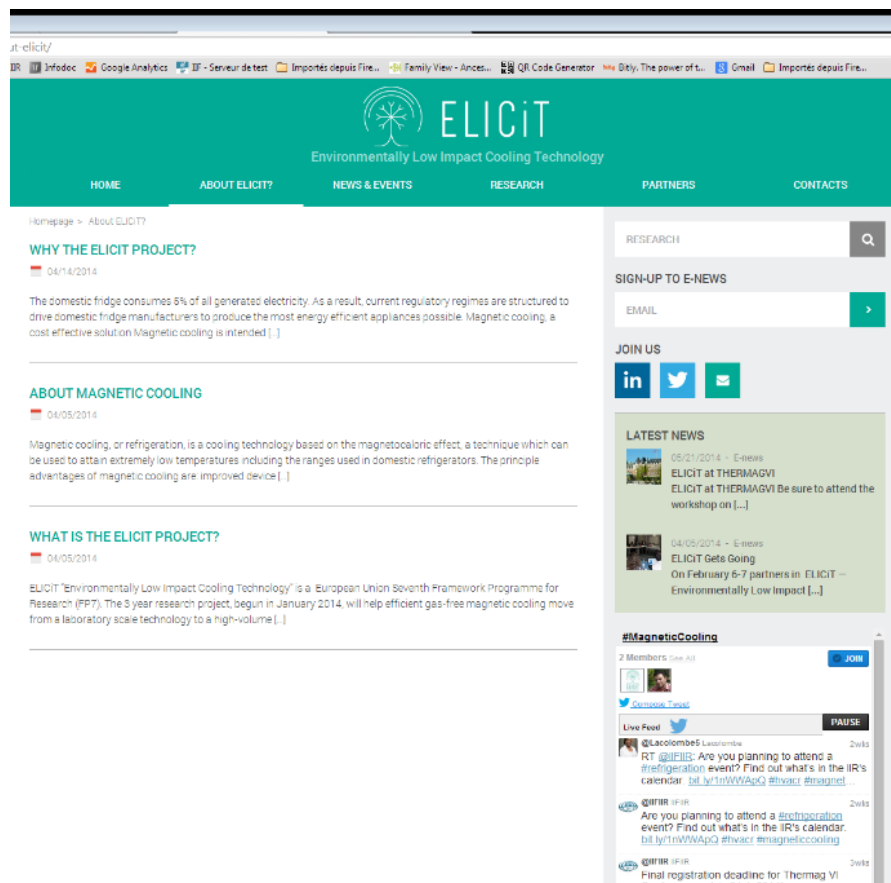 ut-elicit/
IIR Infodoc Google Analytics IIF - Serveur de test Importés depuis Fire... Family View - Ances... QR Code Generator Bitly. The power of t... Gmail Importés depuis Fire...
ELICiT
Environmentally Low Impact Cooling Technology
HOME ABOUT ELICIT? NEWS & EVENTS RESEARCH PARTNERS CONTACTS
Homepage > About ELICiT?
WHY THE ELICIT PROJECT?
04/14/2014
The domestic fridge consumes 6% of all generated electricity. As a result, current regulatory regimes are structured to
drive domestic fridge manufacturers to produce the most energy efficient appliances possible. Magnetic cooling, a
cost effective solution Magnetic cooling is intended [...]
ABOUT MAGNETIC COOLING
04/05/2014
Magnetic cooling, or refrigeration, is a cooling technology based on the magnetocaloric effect, a technique which can
be used to attain extremely low temperatures including the ranges used in domestic refrigerators. The principle
advantages of magnetic cooling are: improved device [...]
WHAT IS THE ELICIT PROJECT?
04/05/2014
ELICiT "Environmentally Low Impact Cooling Technology" is a European Union Seventh Framework Programme for
Research (FP7). The 3 year research project, begun in January 2014, will help efficient gas-free magnetic cooling move
from a laboratory scale technology to a high-volume [...]
RESEARCH
SIGN-UP TO E-NEWS
EMAIL
JOIN US
in
LATEST NEWS
05/21/2014 - E-news
ELICiT at THERMAGVI
ELICiT at THERMAGVI Be sure to attend the
workshop on [...]
04/05/2014 - E-news
ELICiT Gets Going
On February 6-7 partners in ELICiT –
Environmentally Low Impact [...]
#MagneticCooling
2 Members See All JOIN
Compose Tweet
Live Feed PAUSE
@Lacolombe5 Lacolombe 2wks
RT @IIFIIR: Are you planning to attend a
#refrigeration event? Find out what's in the IIR's
calendar. bit.ly/1nWWApQ #hvacr #magnet...
@IIFIIR IIFIIR 2wks
Are you planning to attend a #refrigeration
event? Find out what's in the IIR's calendar.
bit.ly/1nWWApQ #hvacr #magneticcooling
@IIFIIR IIFIIR 3wks
Final registration deadline for Thermag VI